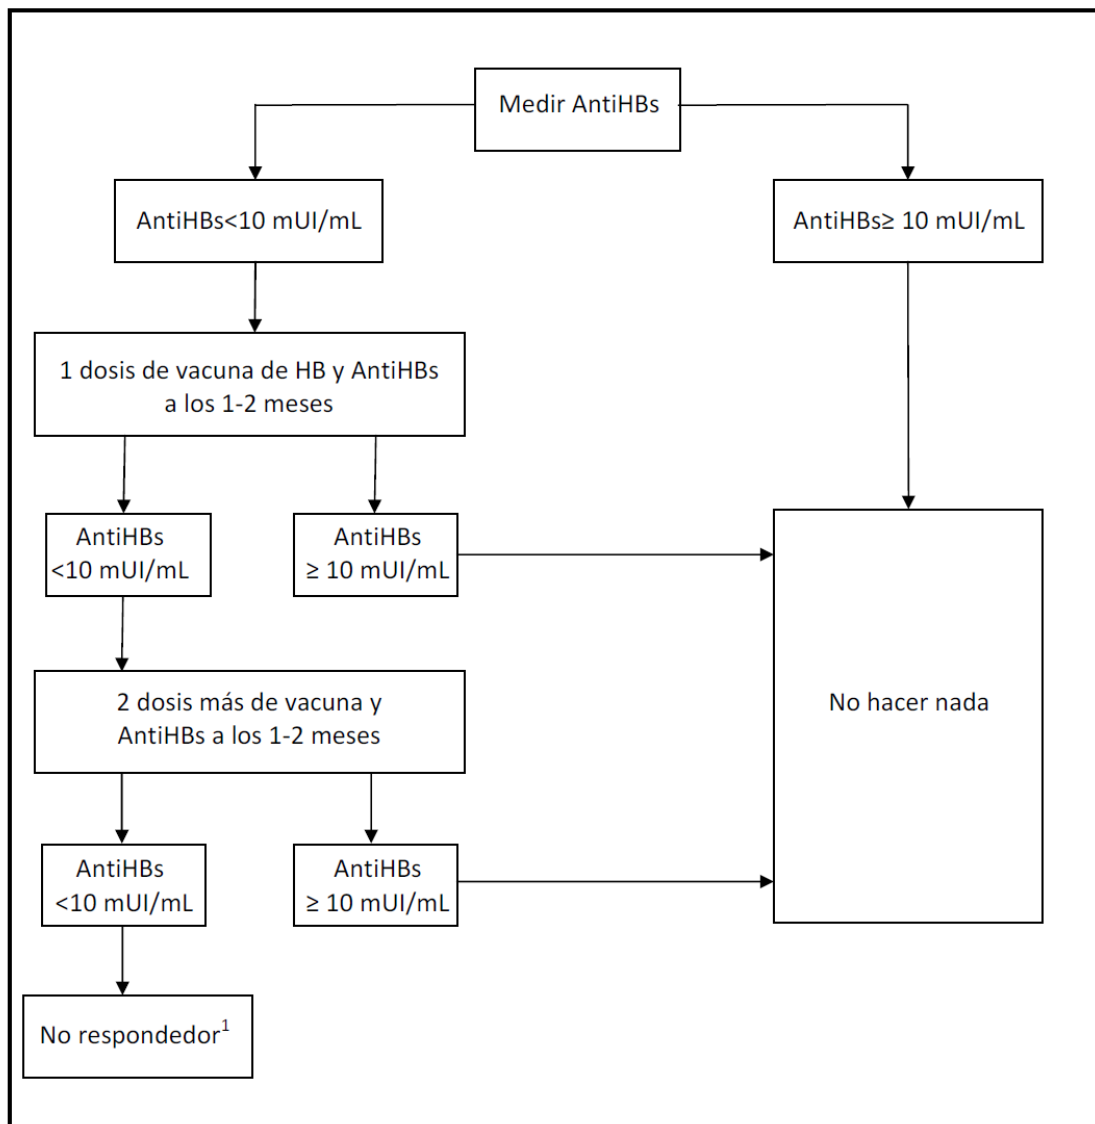 Medir AntiHBs
AntiHBs<10 mUI/mL
AntiHBs≥ 10 mUI/mL
1 dosis de vacuna de HB y AntiHBs
a los 1-2 meses
AntiHBs
<10 mUI/mL
AntiHBs
≥ 10 mUI/mL
2 dosis más de vacuna y
AntiHBs a los 1-2 meses
No hacer nada
AntiHBs
<10 mUI/mL
AntiHBs
≥ 10 mUI/mL
No respondedor¹